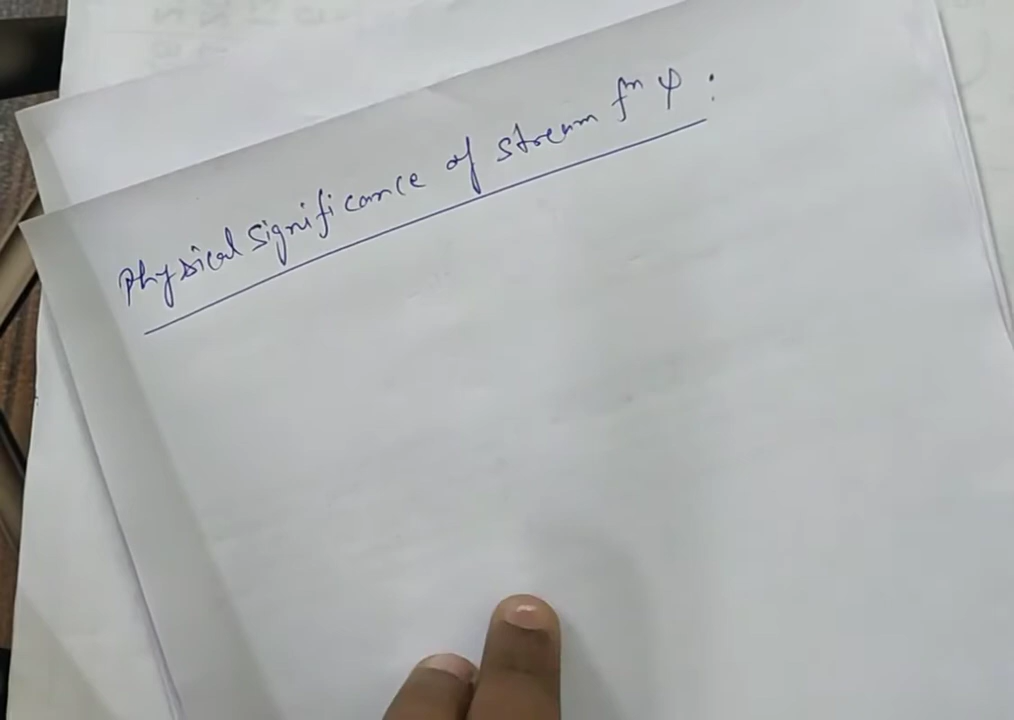 Physical significance of stream fn ψ :